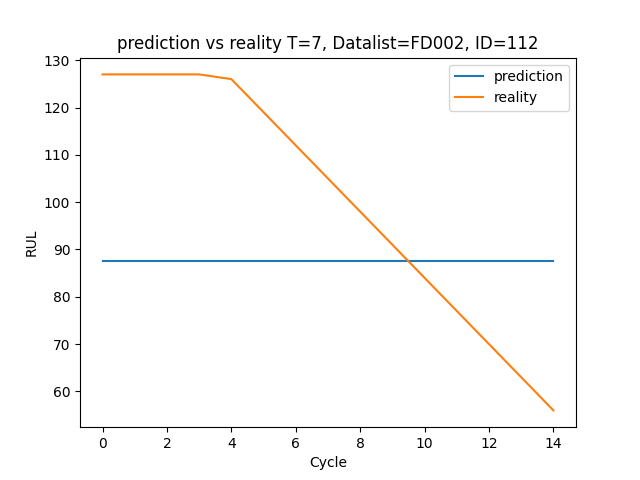 prediction vs reality T=7, Datalist=FD002, ID=112
prediction
reality
RUL
130
120
110
100
90
80
70
60
0 2 4 6 8 10 12 14
Cycle